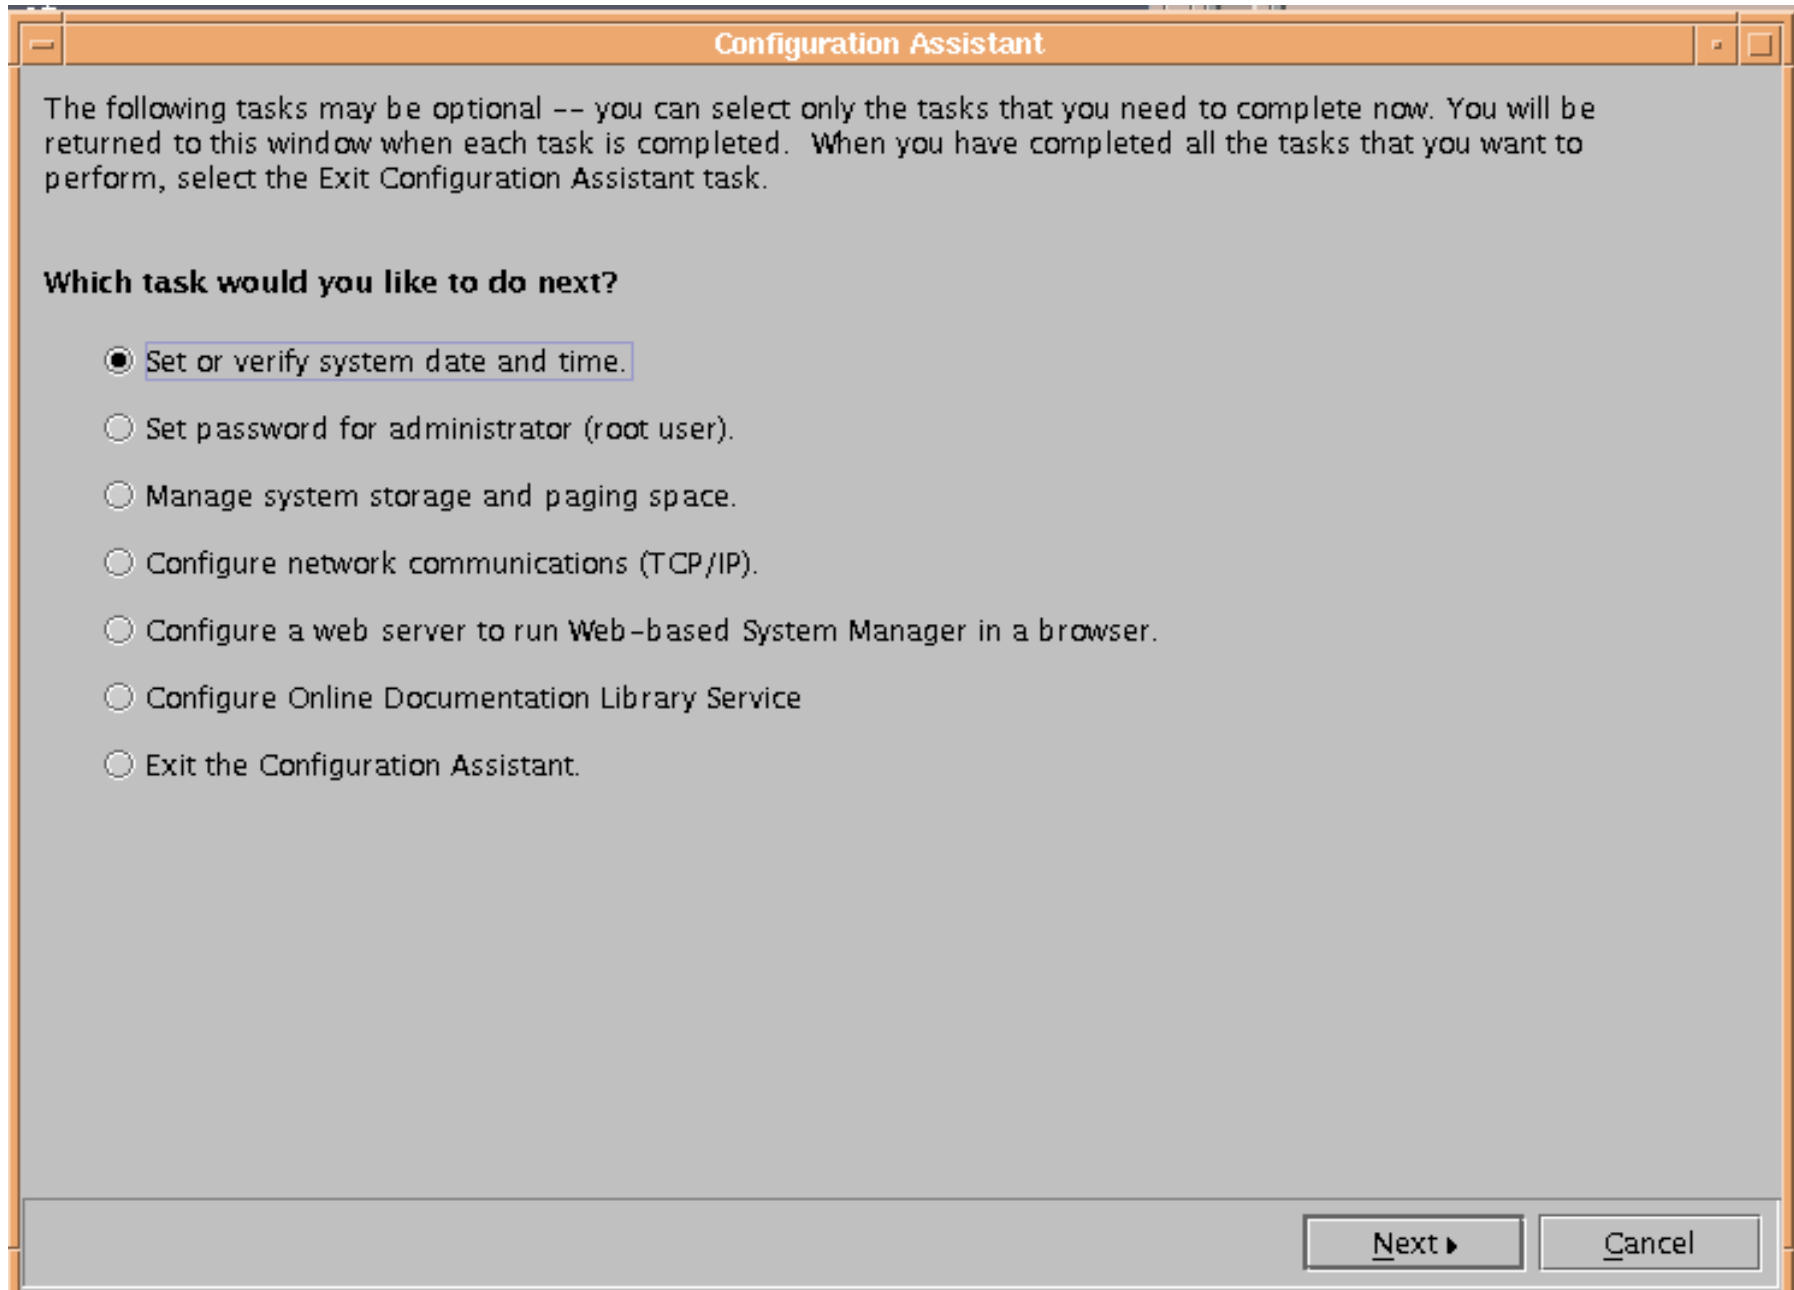 Configuration Assistant
The following tasks may be optional -- you can select only the tasks that you need to complete now. You will be
returned to this window when each task is completed.  When you have completed all the tasks that you want to
perform, select the Exit Configuration Assistant task.
Which task would you like to do next?
Set or verify system date and time.
Set password for administrator (root user).
Manage system storage and paging space.
Configure network communications (TCP/IP).
Configure a web server to run Web-based System Manager in a browser.
Configure Online Documentation Library Service
Exit the Configuration Assistant.
Next
Cancel